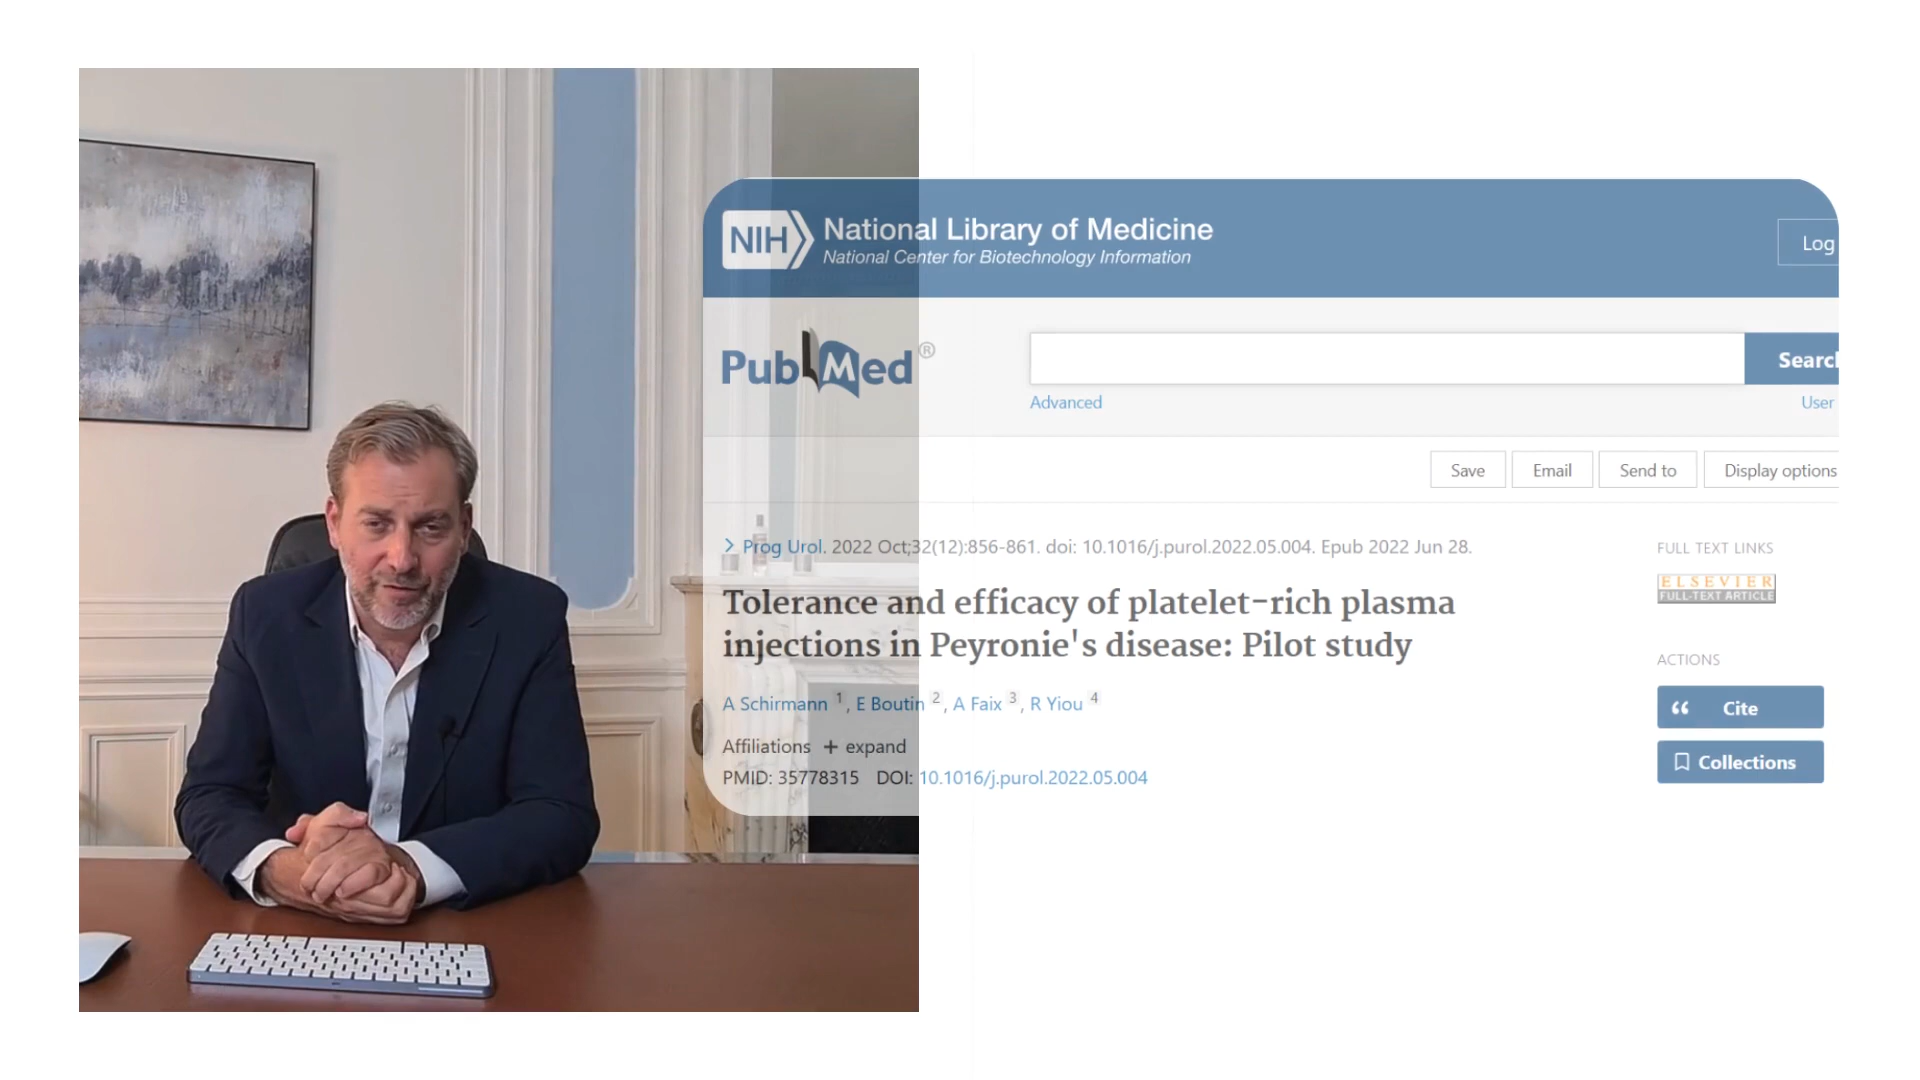 NIH National Library of Medicine
National Center for Biotechnology Information
Log
PubMed®
Search
Advanced
User
Save Email Send to Display options
Prog Urol. 2022 Oct;32(12):856-861. doi: 10.1016/j.purol.2022.05.004. Epub 2022 Jun 28.
FULL TEXT LINKS
ELSEVIER
FULL-TEXT ARTICLE
Tolerance and efficacy of platelet-rich plasma
injections in Peyronie's disease: Pilot study
ACTIONS
A Schirmann 1, E Boutin 2, A Faix 3, R Yiou 4
Cite
Affiliations + expand
Collections
PMID: 35778315 DOI: 10.1016/j.purol.2022.05.004